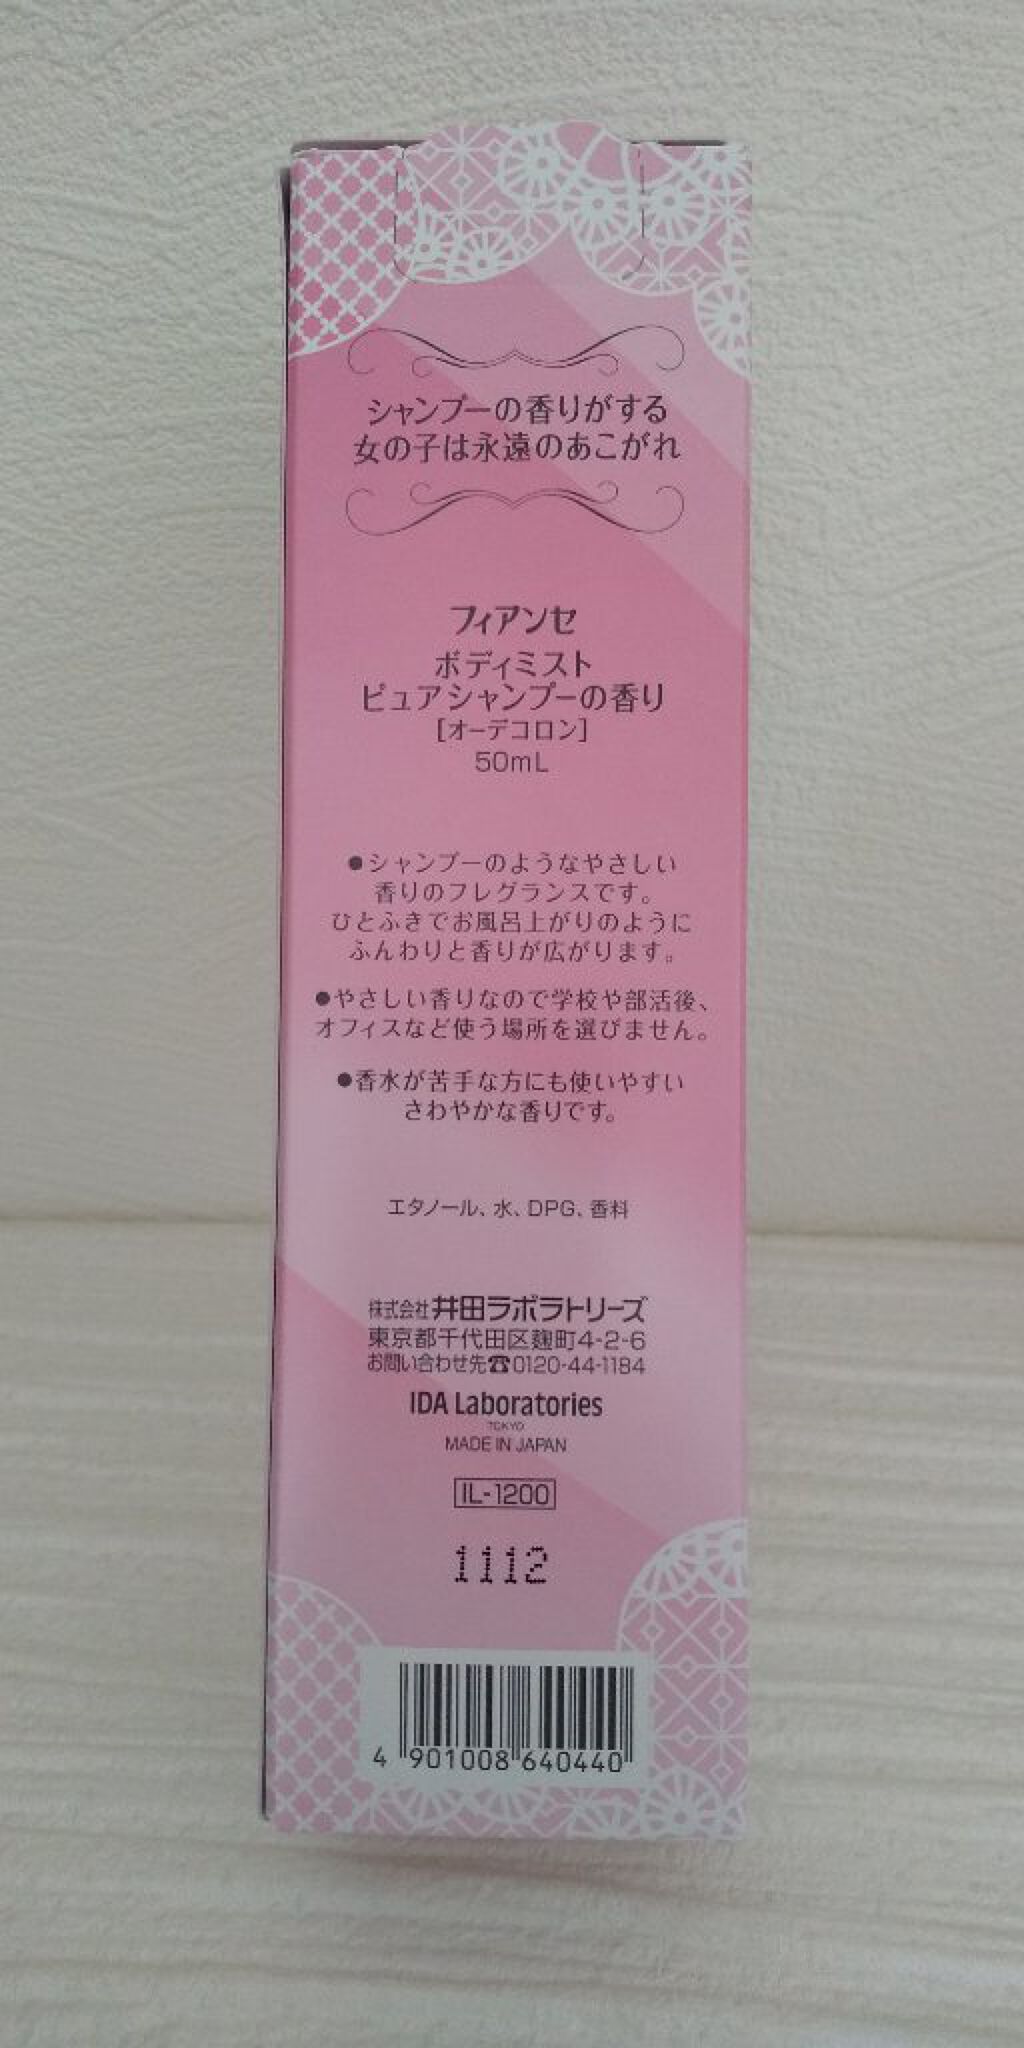 シャンプーの香りがする
女の子は永遠のあこがれ
フィアンセ
ボディミスト
ピュアシャンプーの香り
[オーデコロン]
50mL
●シャンプーのようなやさしい
香りのフレグランスです。
ひとふきでお風呂上がりのように
ふんわりと香りが広がります。
●やさしい香りなので学校や部活後、
オフィスなど使う場所を選びません。
●香水が苦手な方にも使いやすい
さわやかな香りです。
エタノール、水、DPG、香料
株式会社 井田ラボラトリーズ
東京都千代田区麹町4-2-6
お問い合わせ先☎0120-44-1184
IDA Laboratories
TOKYO
MADE IN JAPAN
IL-1200
1112
4 901008 640440